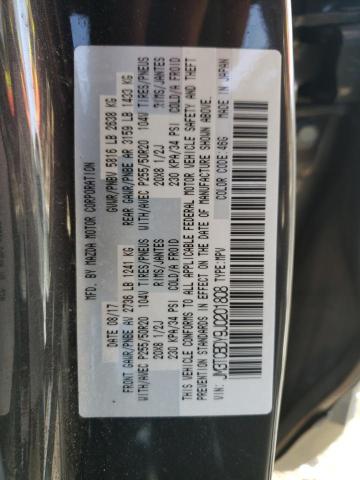 MFD. BY MAZDA MOTOR CORPORATION
DATE 08/17 GVWR/PNBV 5816 LB 2638 KG
FRONT GAWR/PNBE AV 2736 LB 1241 KG REAR GAWR/PNBE AR 3159 LB 1433 KG
WITH/AVEC P255/50R20 104V TIRES/PNEUS WITH/AVEC P255/50R20 104V TIRES/PNEUS
20X8 1/2J RIMS/JANTES 20X8 1/2J RIMS/JANTES
230 KPA/34 PSI COLD/A FROID 230 KPA/34 PSI COLD/A FROID
THIS VEHICLE CONFORMS TO ALL APPLICABLE FEDERAL MOTOR VEHICLE SAFETY AND THEFT
PREVENTION STANDARDS IN EFFECT ON THE DATE OF MANUFACTURE SHOWN ABOVE.
JM3TCBDY9J0201808 TYPE:MPV COLOR CODE:46G MADE IN JAPAN